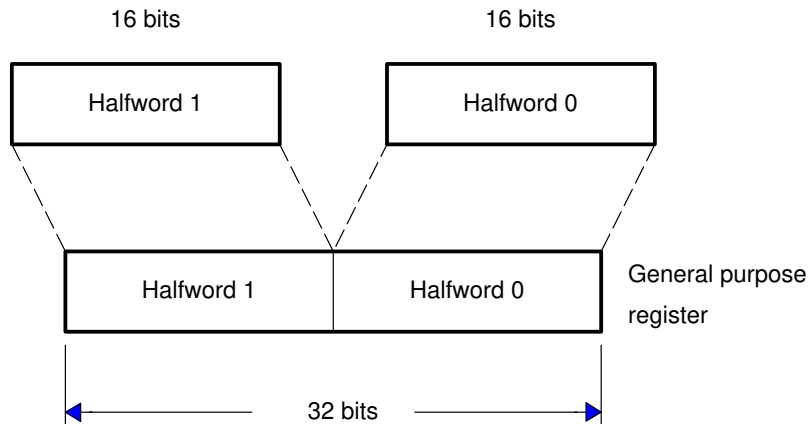 16 bits
16 bits
Halfword 1
Halfword 0
Halfword 1
Halfword 0
General purpose
register
32 bits